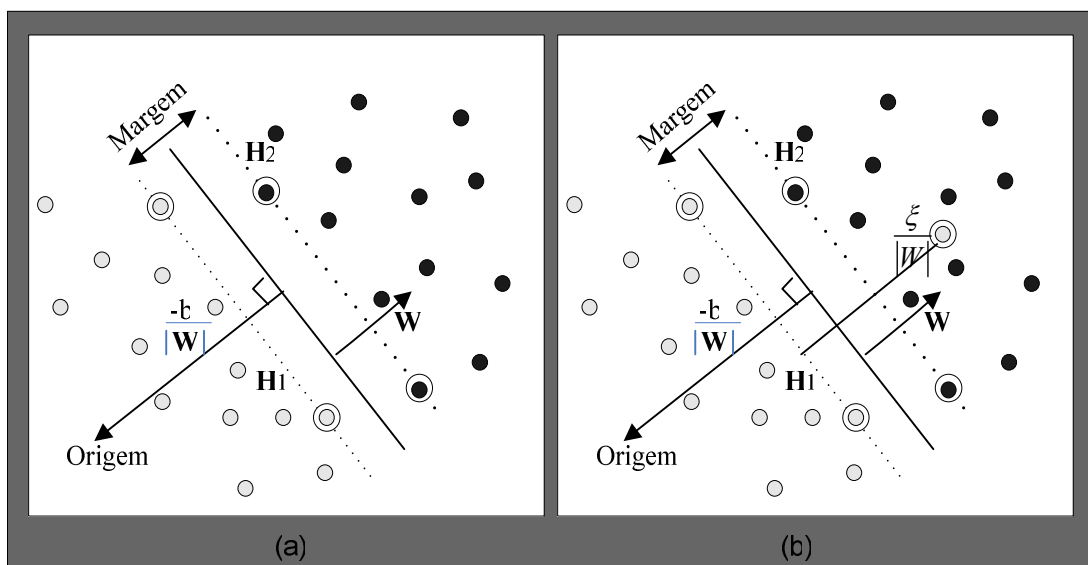 Margem
H2
-b
|W|
W
H1
Origem
(a)
Margem
H2
ξ
|W|
-b
|W|
W
H1
Origem
(b)